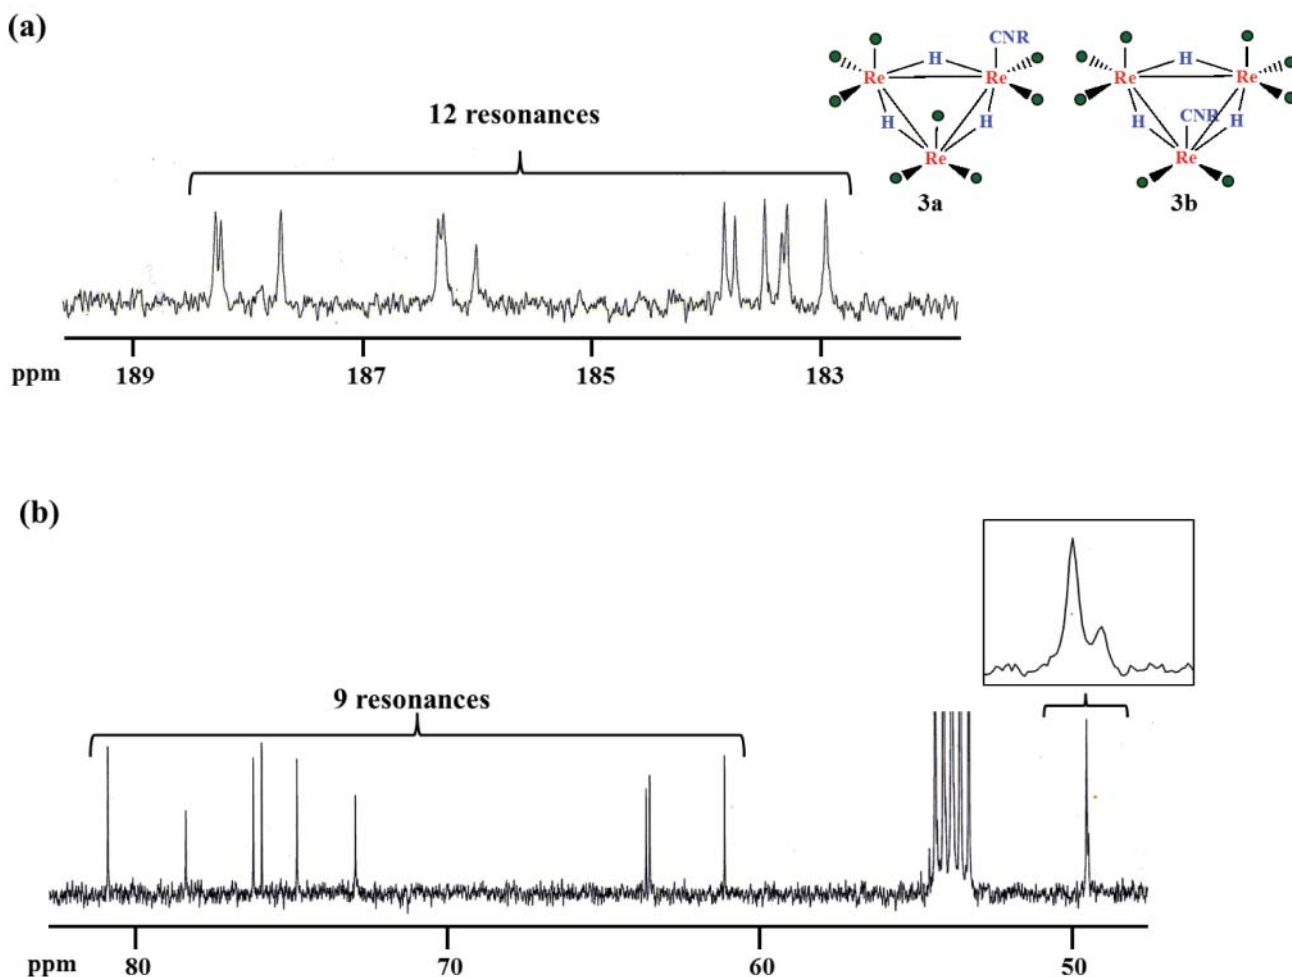 (a)
12 resonances
CNR
H
Re
Re
H
H
Re
3a
H
Re
Re
H
CNR
H
Re
3b
ppm
189
187
185
183
(b)
9 resonances
ppm
80
70
60
50